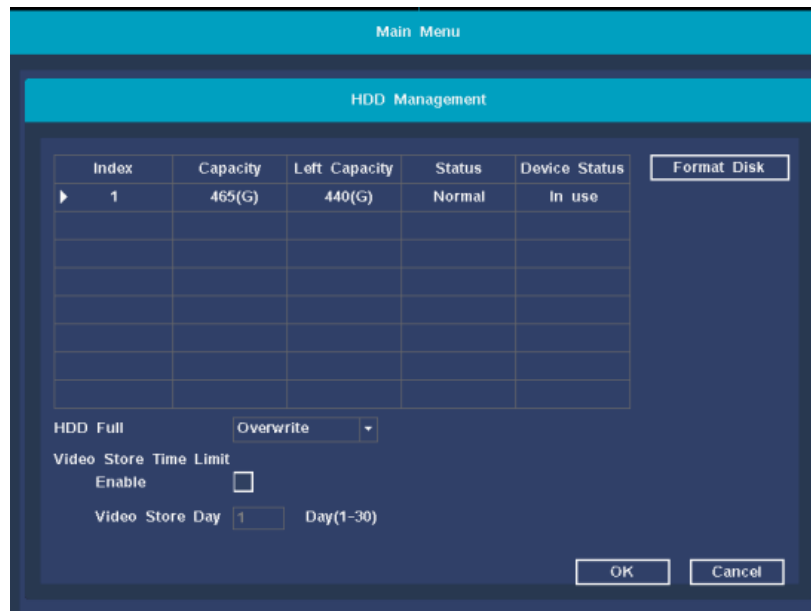 Main Menu
HDD Management
Index Capacity Left Capacity Status Device Status Format Disk
1 465(G) 440(G) Normal In use
HDD Full Overwrite
Video Store Time Limit
Enable
Video Store Day 1 Day(1-30)
OK Cancel